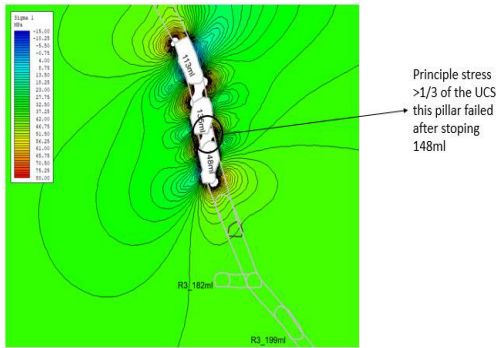 Sigma 1
MPa
-15.00
-10.25
-5.50
-0.75
4.00
8.75
13.50
18.25
23.00
27.75
32.50
37.25
42.00
46.75
51.50
56.25
61.00
65.75
70.50
75.25
80.00
113ml
148ml
R3_182ml
R3_199ml
Principle stress
>1/3 of the UCS
this pillar failed
after stoping
148ml